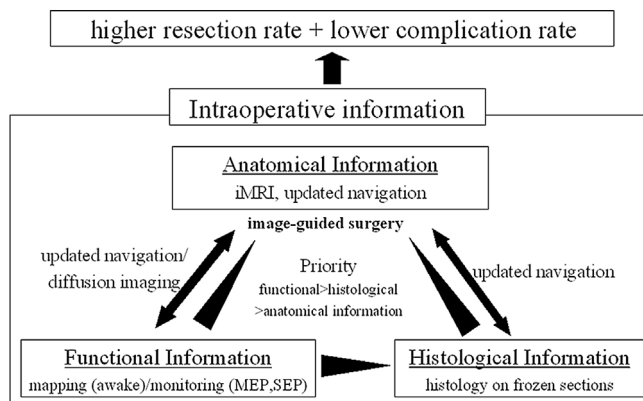 higher resection rate + lower complication rate
Intraoperative information
Anatomical Information
iMRI, updated navigation
image-guided surgery
updated navigation/
diffusion imaging
Priority
functional>histological
>anatomical information
updated navigation
Functional Information
mapping (awake)/monitoring (MEP,SEP)
Histological Information
histology on frozen sections